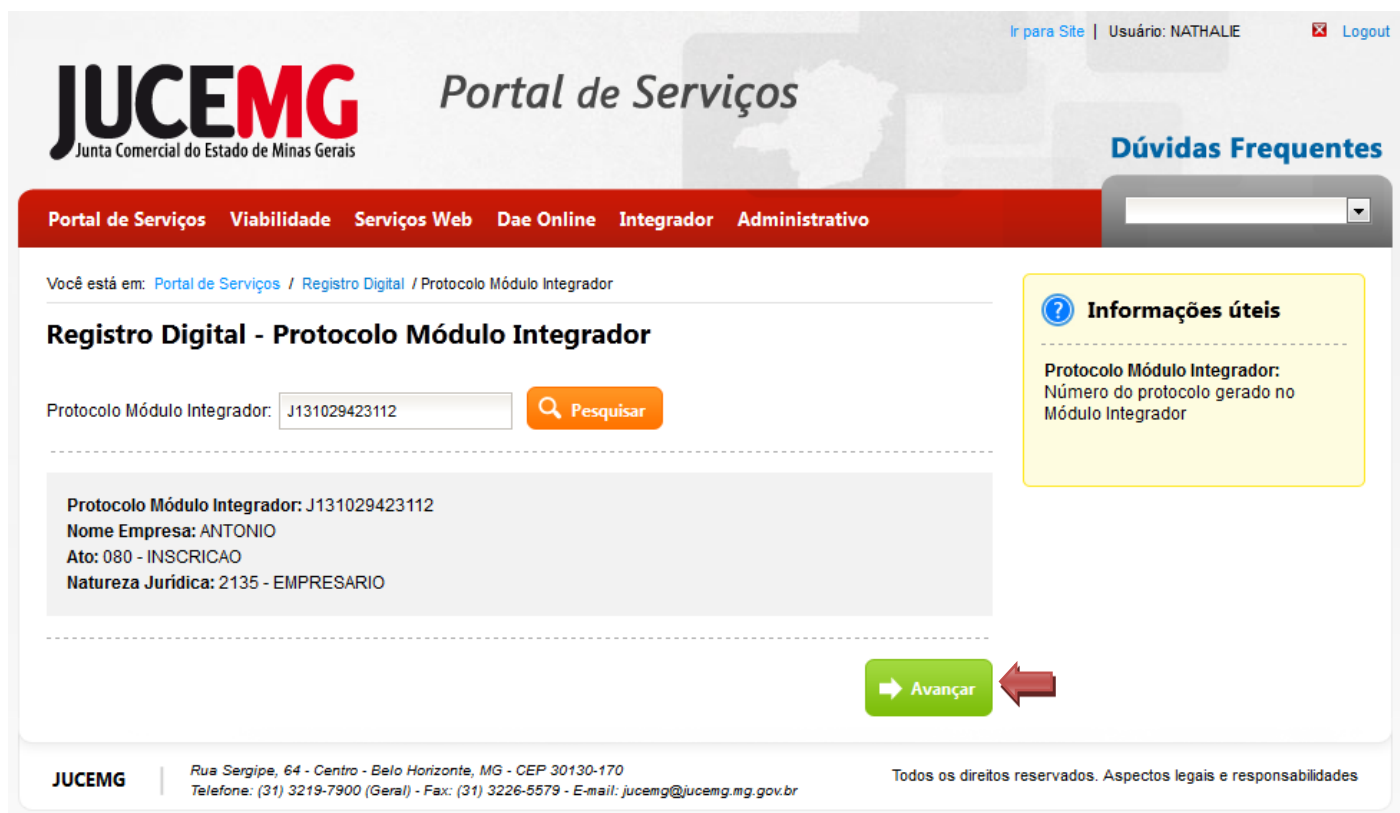 Ir para Site | Usuário: NATHALIE Logout
JUCEMG
Junta Comercial do Estado de Minas Gerais
Portal de Serviços
Dúvidas Frequentes
Portal de Serviços Viabilidade Serviços Web Dae Online Integrador Administrativo
Você está em: Portal de Serviços / Registro Digital / Protocolo Módulo Integrador
Registro Digital - Protocolo Módulo Integrador
Protocolo Módulo Integrador: J131029423112 Pesquisar
Protocolo Módulo Integrador: J131029423112
Nome Empresa: ANTONIO
Ato: 080 - INSCRICAO
Natureza Jurídica: 2135 - EMPRESARIO
Avançar
? Informações úteis
Protocolo Módulo Integrador:
Número do protocolo gerado no
Módulo Integrador
JUCEMG
Rua Sergipe, 64 - Centro - Belo Horizonte, MG - CEP 30130-170
Telefone: (31) 3219-7900 (Geral) - Fax: (31) 3226-5579 - E-mail: jucemg@jucemg.mg.gov.br
Todos os direitos reservados. Aspectos legais e responsabilidades